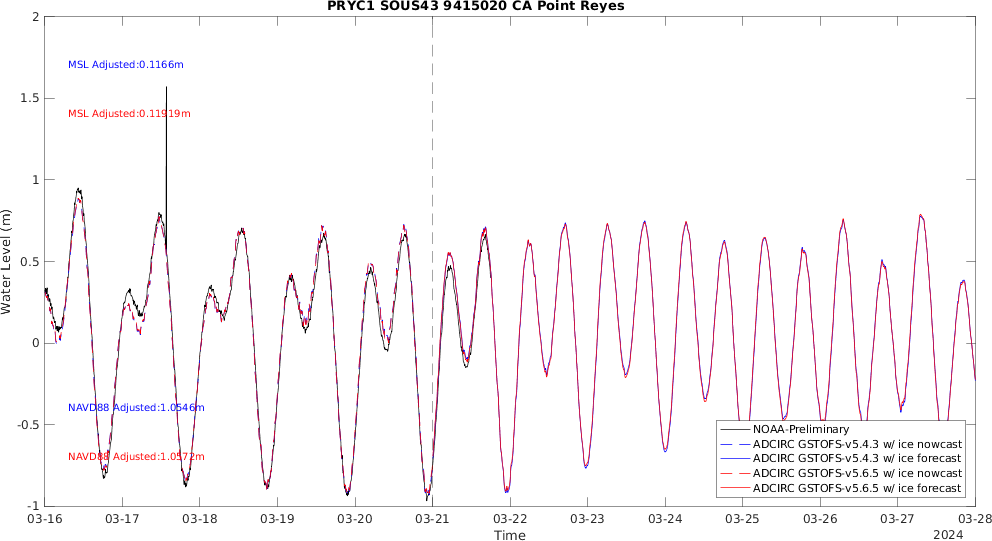 PRYC1 SOUS43 9415020 CA Point Reyes
Water Level (m)
2
1.5
1
0.5
0
-0.5
-1
MSL Adjusted:0.1166m
MSL Adjusted:0.11919m
NAVD88 Adjusted:1.0546m
NAVD88 Adjusted:1.0572m
NOAA-Preliminary
ADCIRC GSTOFS-v5.4.3 w/ ice nowcast
ADCIRC GSTOFS-v5.4.3 w/ ice forecast
ADCIRC GSTOFS-v5.6.5 w/ ice nowcast
ADCIRC GSTOFS-v5.6.5 w/ ice forecast
03-16 03-17 03-18 03-19 03-20 03-21 03-22 03-23 03-24 03-25 03-26 03-27 03-28
Time
2024